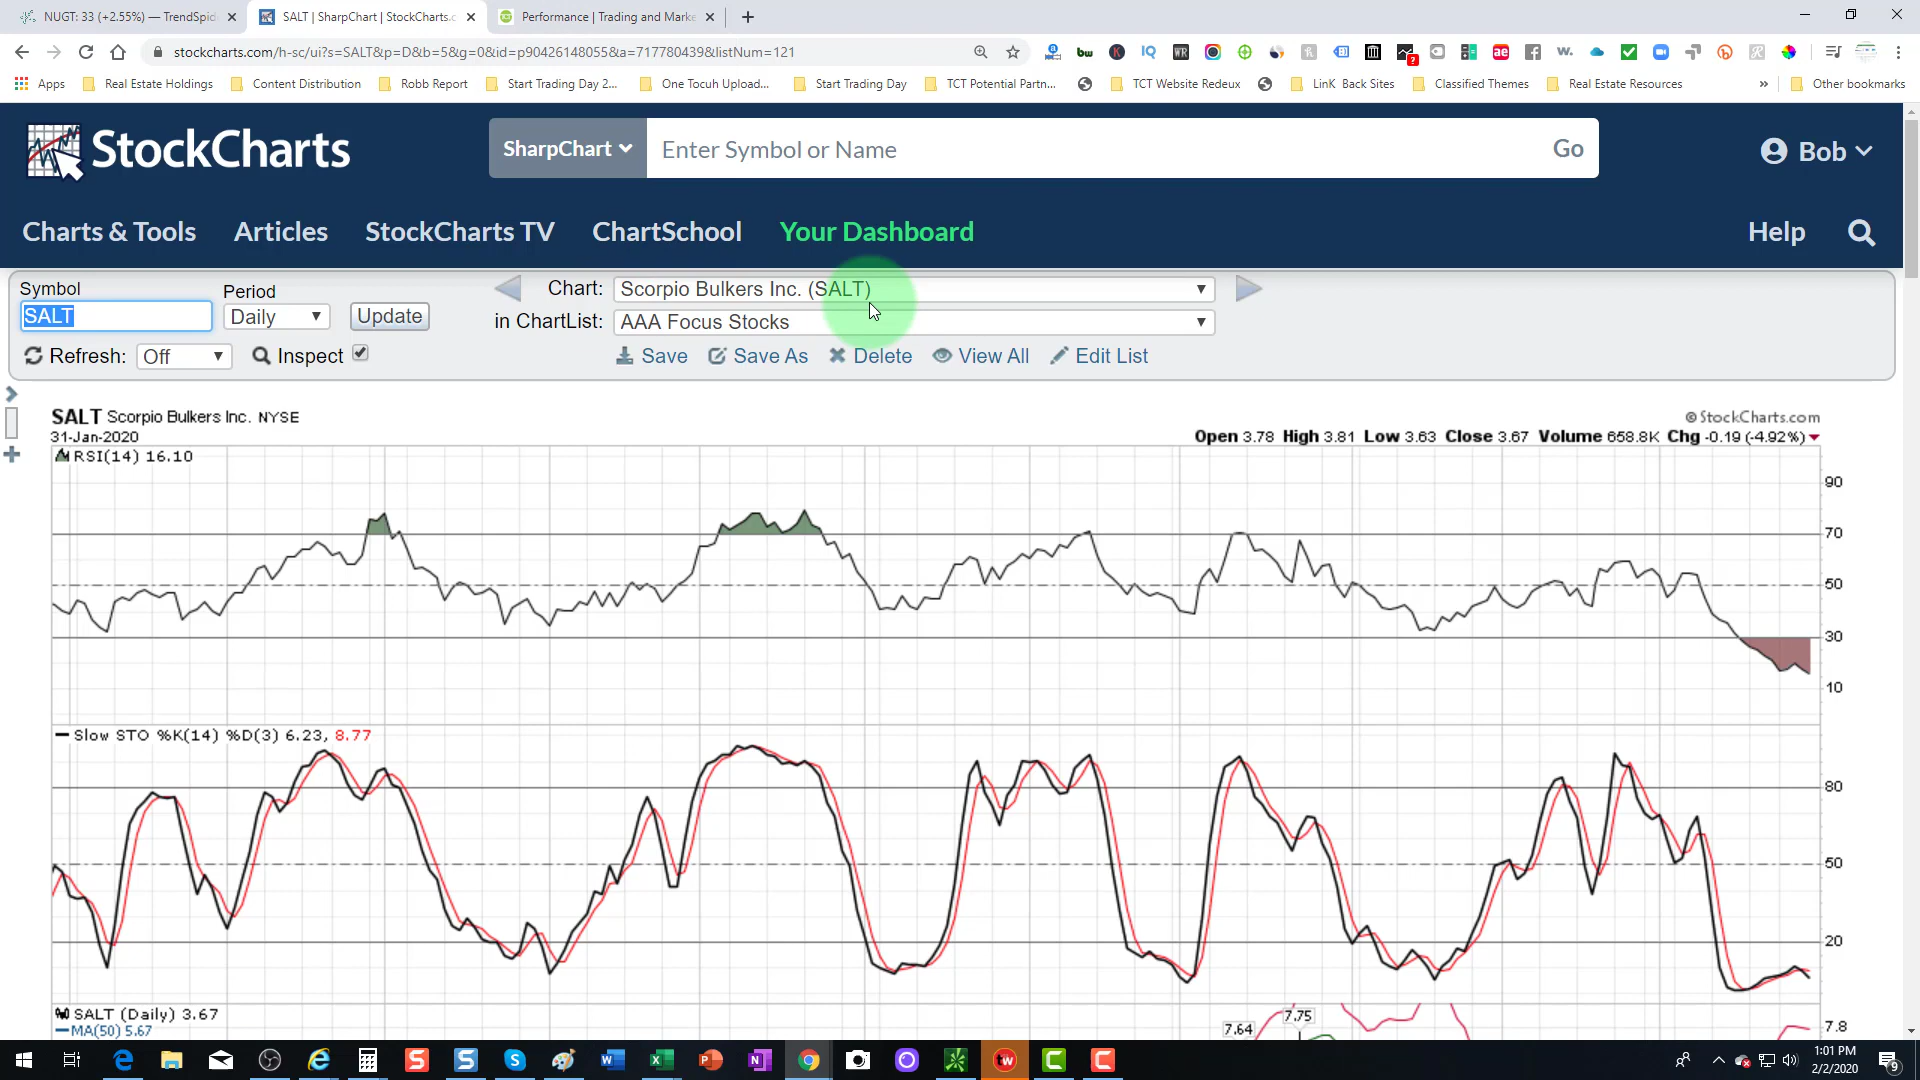 NUGT: 33 (+2.55%) — TrendSpid
SALT | SharpChart | StockCharts.c
Performance | Trading and Marke
stockcharts.com/h-sc/ui?s=SALT&p=D&b=5&g=0&id=p90426148055&a=717780439&listNum=121
Apps Real Estate Holdings Content Distribution Robb Report Start Trading Day 2... One Tocuh Upload... Start Trading Day TCT Potential Partn... TCT Website Redeux LinK Back Sites Classified Themes Real Estate Resources » Other bookmarks
StockCharts
SharpChart Enter Symbol or Name Go Bob
Charts & Tools Articles StockCharts TV ChartSchool Your Dashboard Help
Symbol Period Chart: Scorpio Bulkers Inc. (SALT)
SALT Daily Update in ChartList: AAA Focus Stocks
Refresh: Off Inspect Save Save As Delete View All Edit List
SALT Scorpio Bulkers Inc. NYSE © StockCharts.com
31-Jan-2020 Open 3.78 High 3.81 Low 3.63 Close 3.67 Volume 658.8K Chg -0.19 (-4.92%)
RSI(14) 16.10
90
70
50
30
10
Slow STO %K(14) %D(3) 6.23, 8.77
80
50
20
SALT (Daily) 3.67
MA(50) 5.67
7.64 7.75 7.8
1:01 PM
2/2/2020